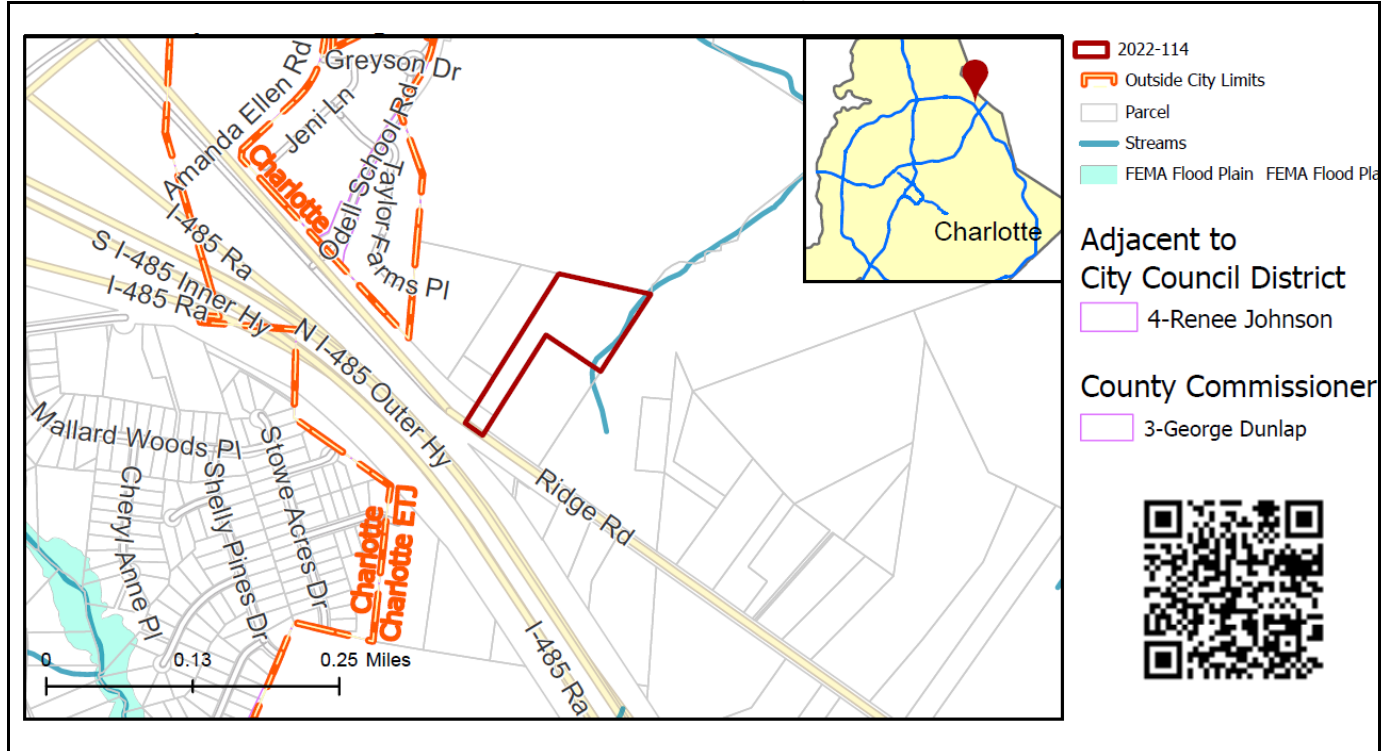 Greyson Dr
Amanda Ellen Rd
Jeni Ln
Odell-School Rd
Taylor Farms Pl
Charlotte
I-485 Ra
S I-485 Inner Hy
I-485 Ra
N I-485 Outer Hy
Mallard Woods Pl
Stowe Acres Dr
Shelly Pines Dr
Cheryl Anne Pl
Ridge Rd
Charlotte
Charlotte ETJ
I-485 Ra
0 0.13 0.25 Miles
Charlotte
2022-114
Outside City Limits
Parcel
Streams
FEMA Flood Plain FEMA Flood Pla
Adjacent to
City Council District
4-Renee Johnson
County Commissioner
3-George Dunlap